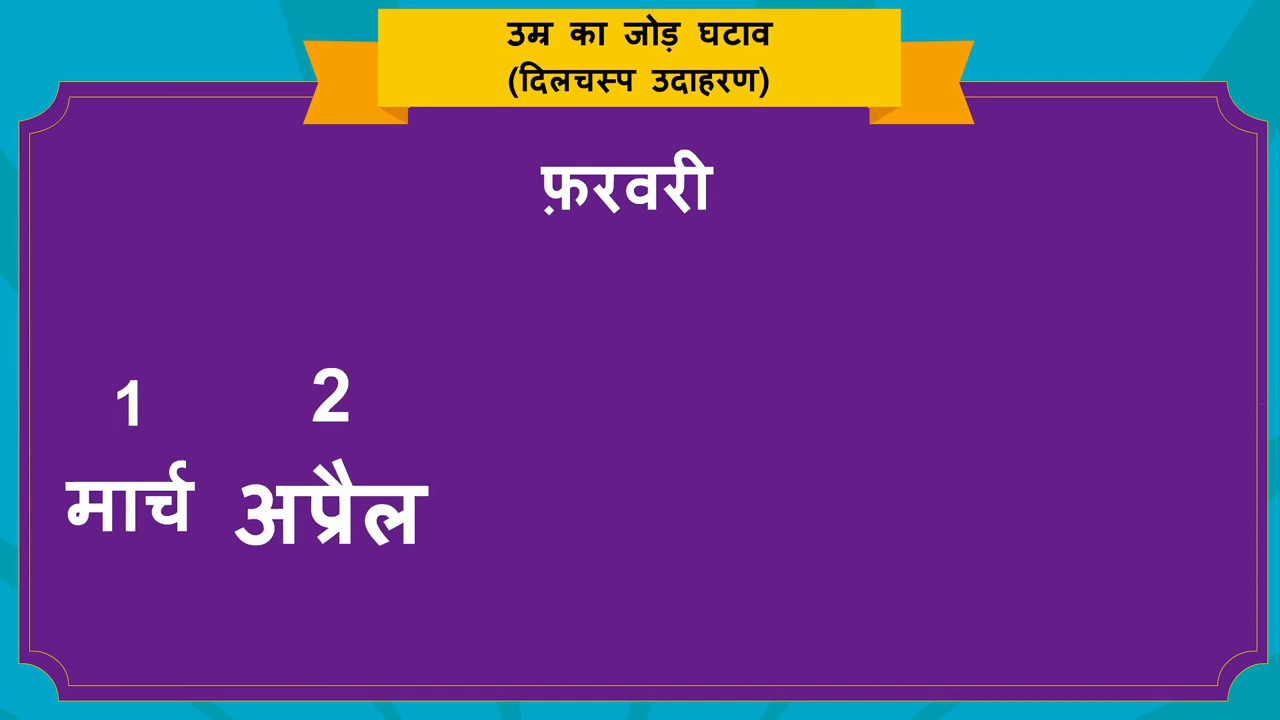 उम्र का जोड़ घटाव
(दिलचस्प उदाहरण)
फ़रवरी
1 2
मार्च अप्रैल